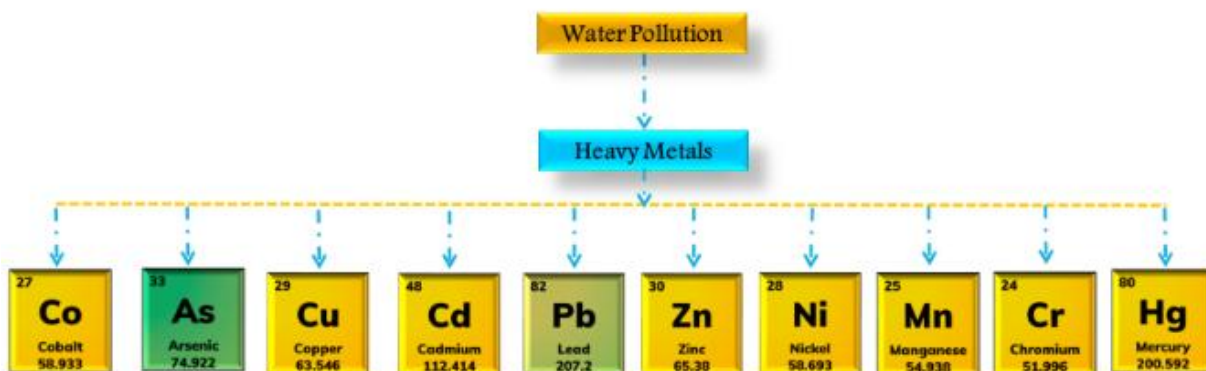 Water Pollution
Heavy Metals
27
Co
Cobalt
58.933
33
As
Arsenic
74.922
29
Cu
Copper
63.546
48
Cd
Cadmium
112.414
82
Pb
Lead
207.2
30
Zn
Zinc
65.38
28
Ni
Nickel
58.693
25
Mn
Manganese
54.938
24
Cr
Chromium
51.996
80
Hg
Mercury
200.592